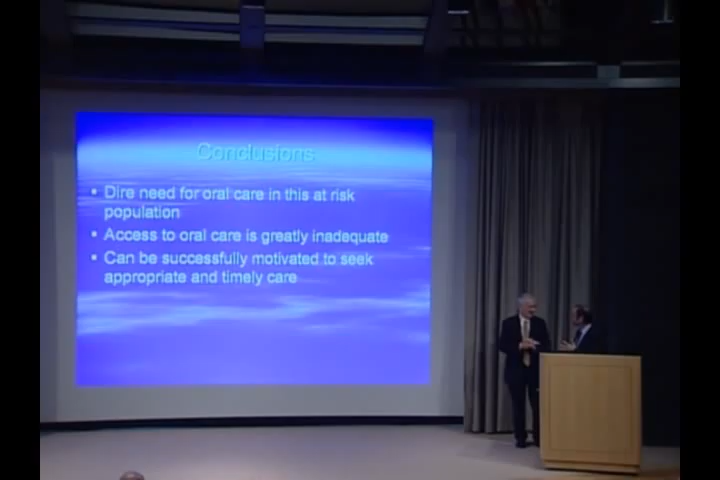 Conclusions
• Dire need for oral care in this at risk
population
• Access to oral care is greatly inadequate
• Can be successfully motivated to seek
appropriate and timely care